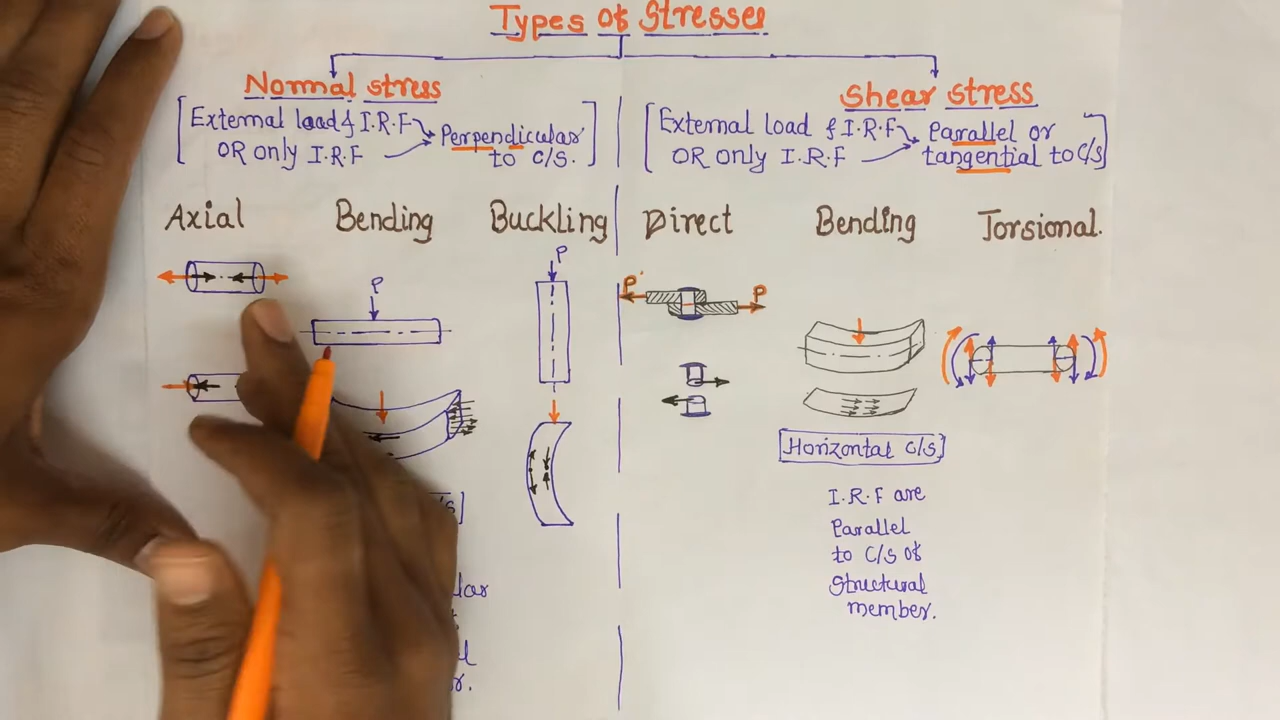 Types of Stresses
Normal stress
[External load & I.R.F
OR only I.R.F
Perpendicular
to C/S.]
Shear stress
[External load & I.R.F
OR only I.R.F
Parallel or
tangential to C/S]
Axial
Bending
Buckling
Direct
Bending
Torsional.
P
P
P
P
[Horizontal C/S]
I.R.F are
Parallel
to C/S of
Structural
member.